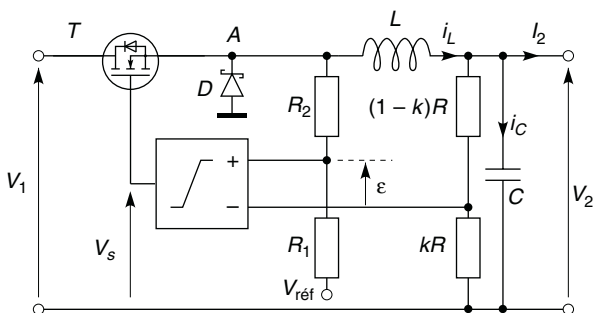 T
A
L
i_L
I_2
D
R_2
(1 – k)R
i_C
+
–
ε
C
V_1
V_2
V_s
R_1
kR
V_réf